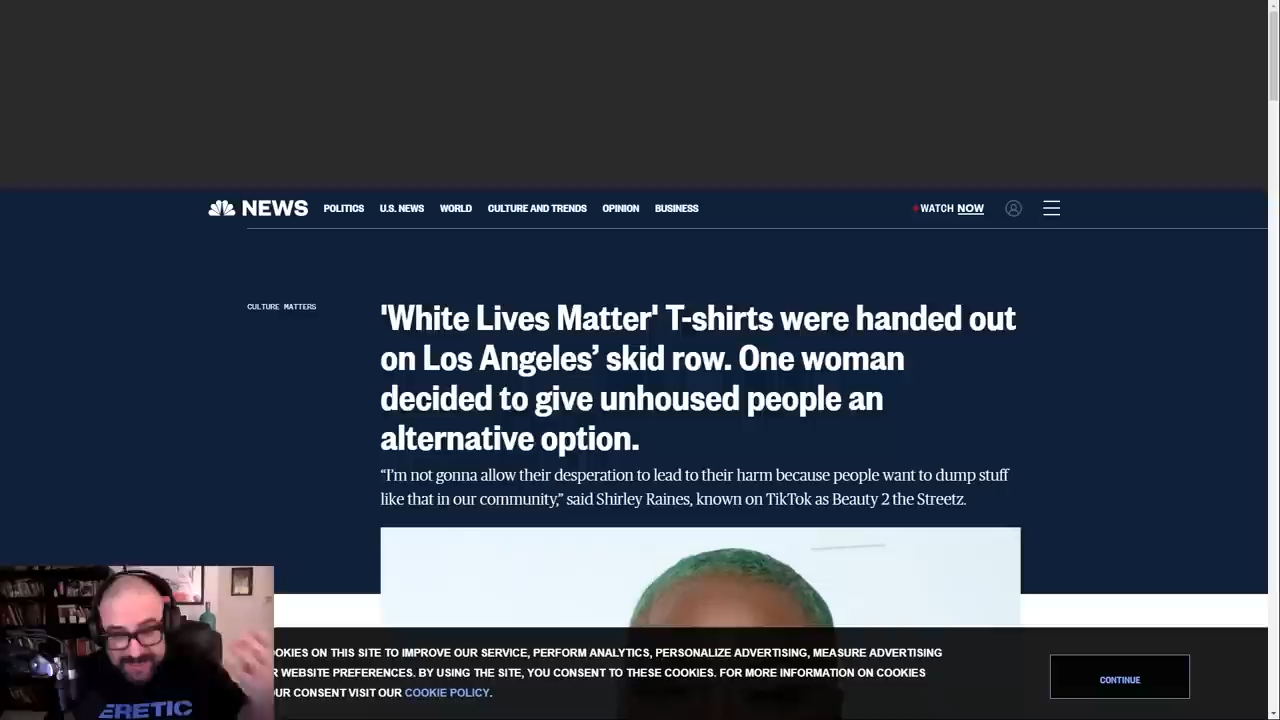 NEWS
POLITICS
U.S. NEWS
WORLD
CULTURE AND TRENDS
OPINION
BUSINESS
WATCH NOW
CULTURE MATTERS
'White Lives Matter' T-shirts were handed out
on Los Angeles’ skid row. One woman
decided to give unhoused people an
alternative option.
“I’m not gonna allow their desperation to lead to their harm because people want to dump stuff
like that in our community,” said Shirley Raines, known on TikTok as Beauty 2 the Streetz.
OKIES ON THIS SITE TO IMPROVE OUR SERVICE, PERFORM ANALYTICS, PERSONALIZE ADVERTISING, MEASURE ADVERTISING
R WEBSITE PREFERENCES. BY USING THE SITE, YOU CONSENT TO THESE COOKIES. FOR MORE INFORMATION ON COOKIES
UR CONSENT VISIT OUR COOKIE POLICY.
CONTINUE
ERETIC